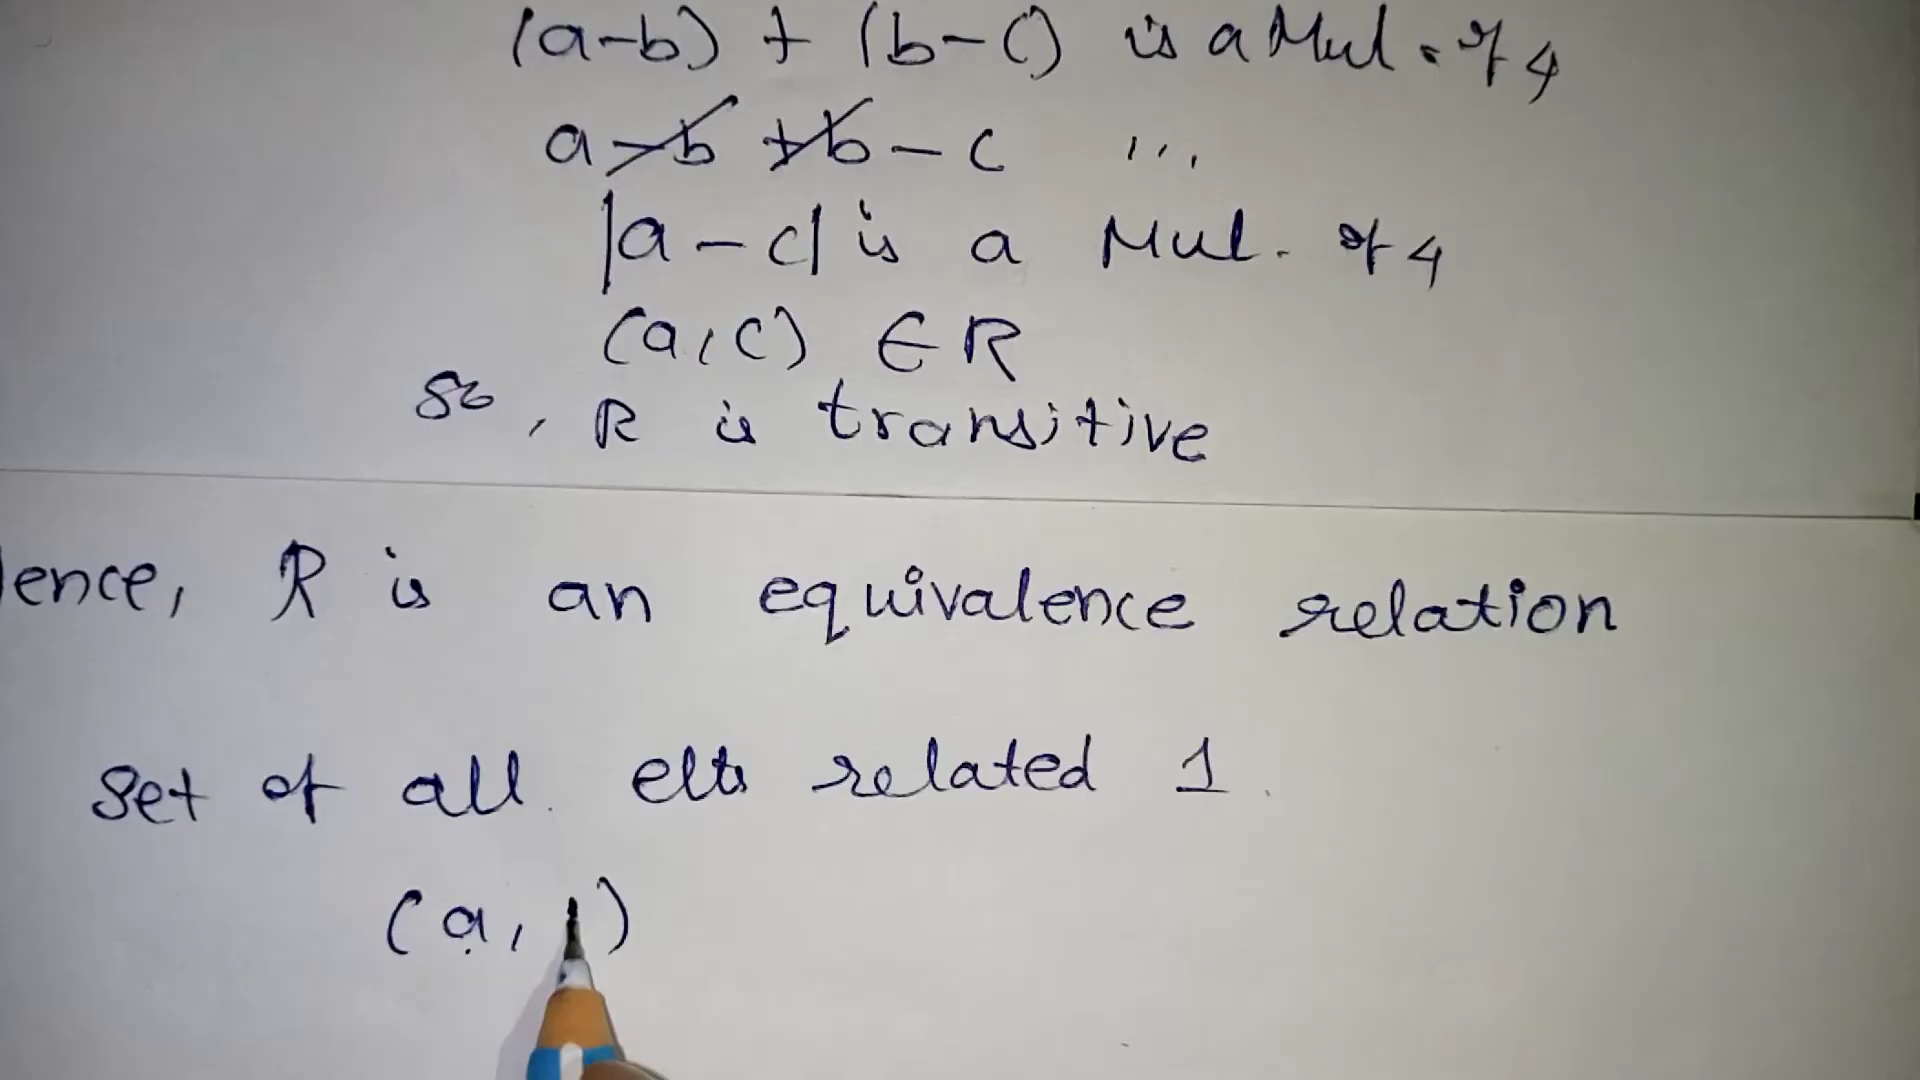 (a-b) + (b-c) is a Mul. of 4
a-b+b-c ,,,
|a-c| is a Mul. of 4
(a,c) ∈ R
So, R is transitive
ence, R is an equivalence relation
Set of all elts related 1.
(a, )